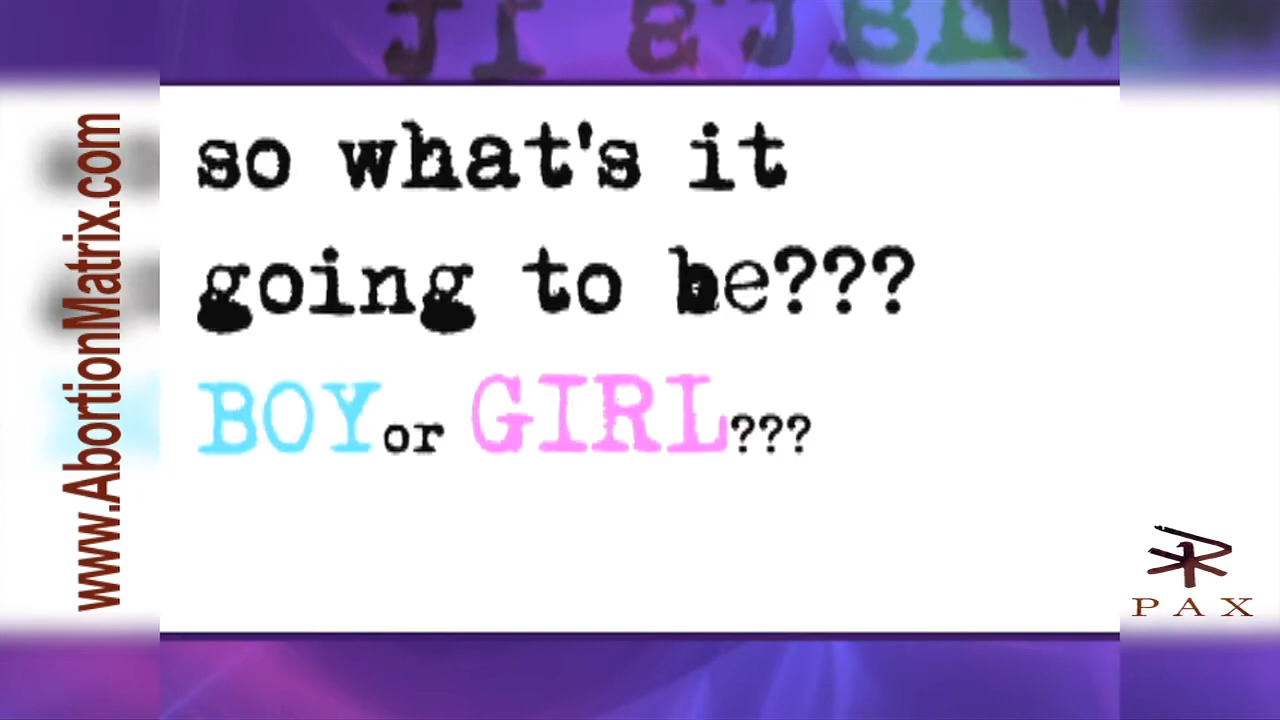 www.AbortionMatrix.com
so what's it
going to be???
BOY or GIRL???
PAX